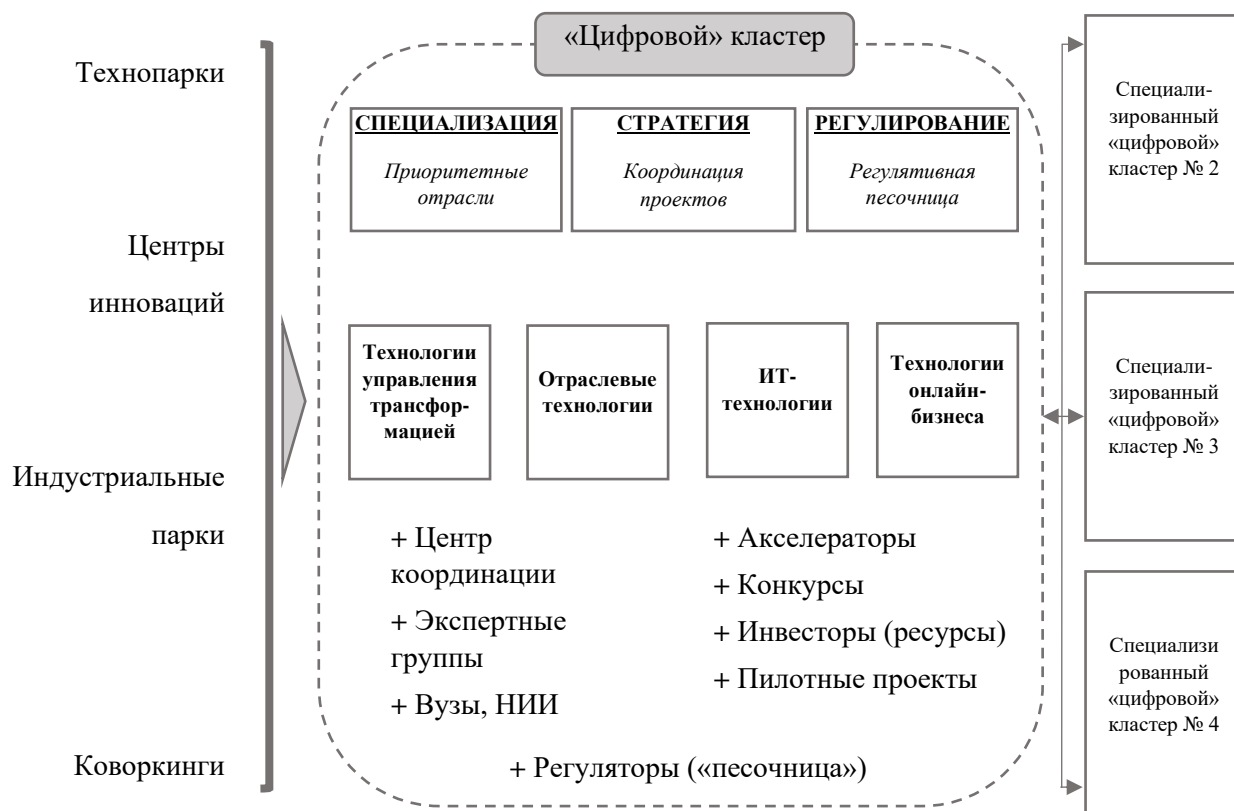 Технопарки
Центры
инноваций
Индустриальные
парки
Коворкинги
«Цифровой» кластер
СПЕЦИАЛИЗАЦИЯ
Приоритетные
отрасли
СТРАТЕГИЯ
Координация
проектов
РЕГУЛИРОВАНИЕ
Регулятивная
песочница
Технологии
управления
трансфор-
мацией
Отраслевые
технологии
ИТ-
технологии
Технологии
онлайн-
бизнеса
+ Центр
координации
+ Экспертные
группы
+ Вузы, НИИ
+ Акселераторы
+ Конкурсы
+ Инвесторы (ресурсы)
+ Пилотные проекты
+ Регуляторы («песочница»)
Специали-
зированный
«цифровой»
кластер № 2
Специали-
зированный
«цифровой»
кластер № 3
Специализи
рованный
«цифровой»
кластер № 4